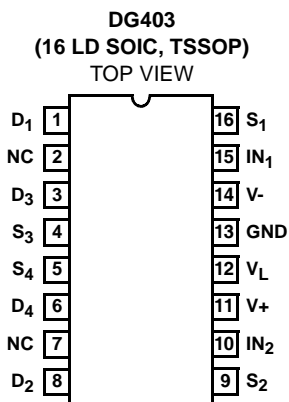 DG403
(16 LD SOIC, TSSOP)
TOP VIEW
D1 1 16 S1
NC 2 15 IN1
D3 3 14 V-
S3 4 13 GND
S4 5 12 VL
D4 6 11 V+
NC 7 10 IN2
D2 8 9 S2